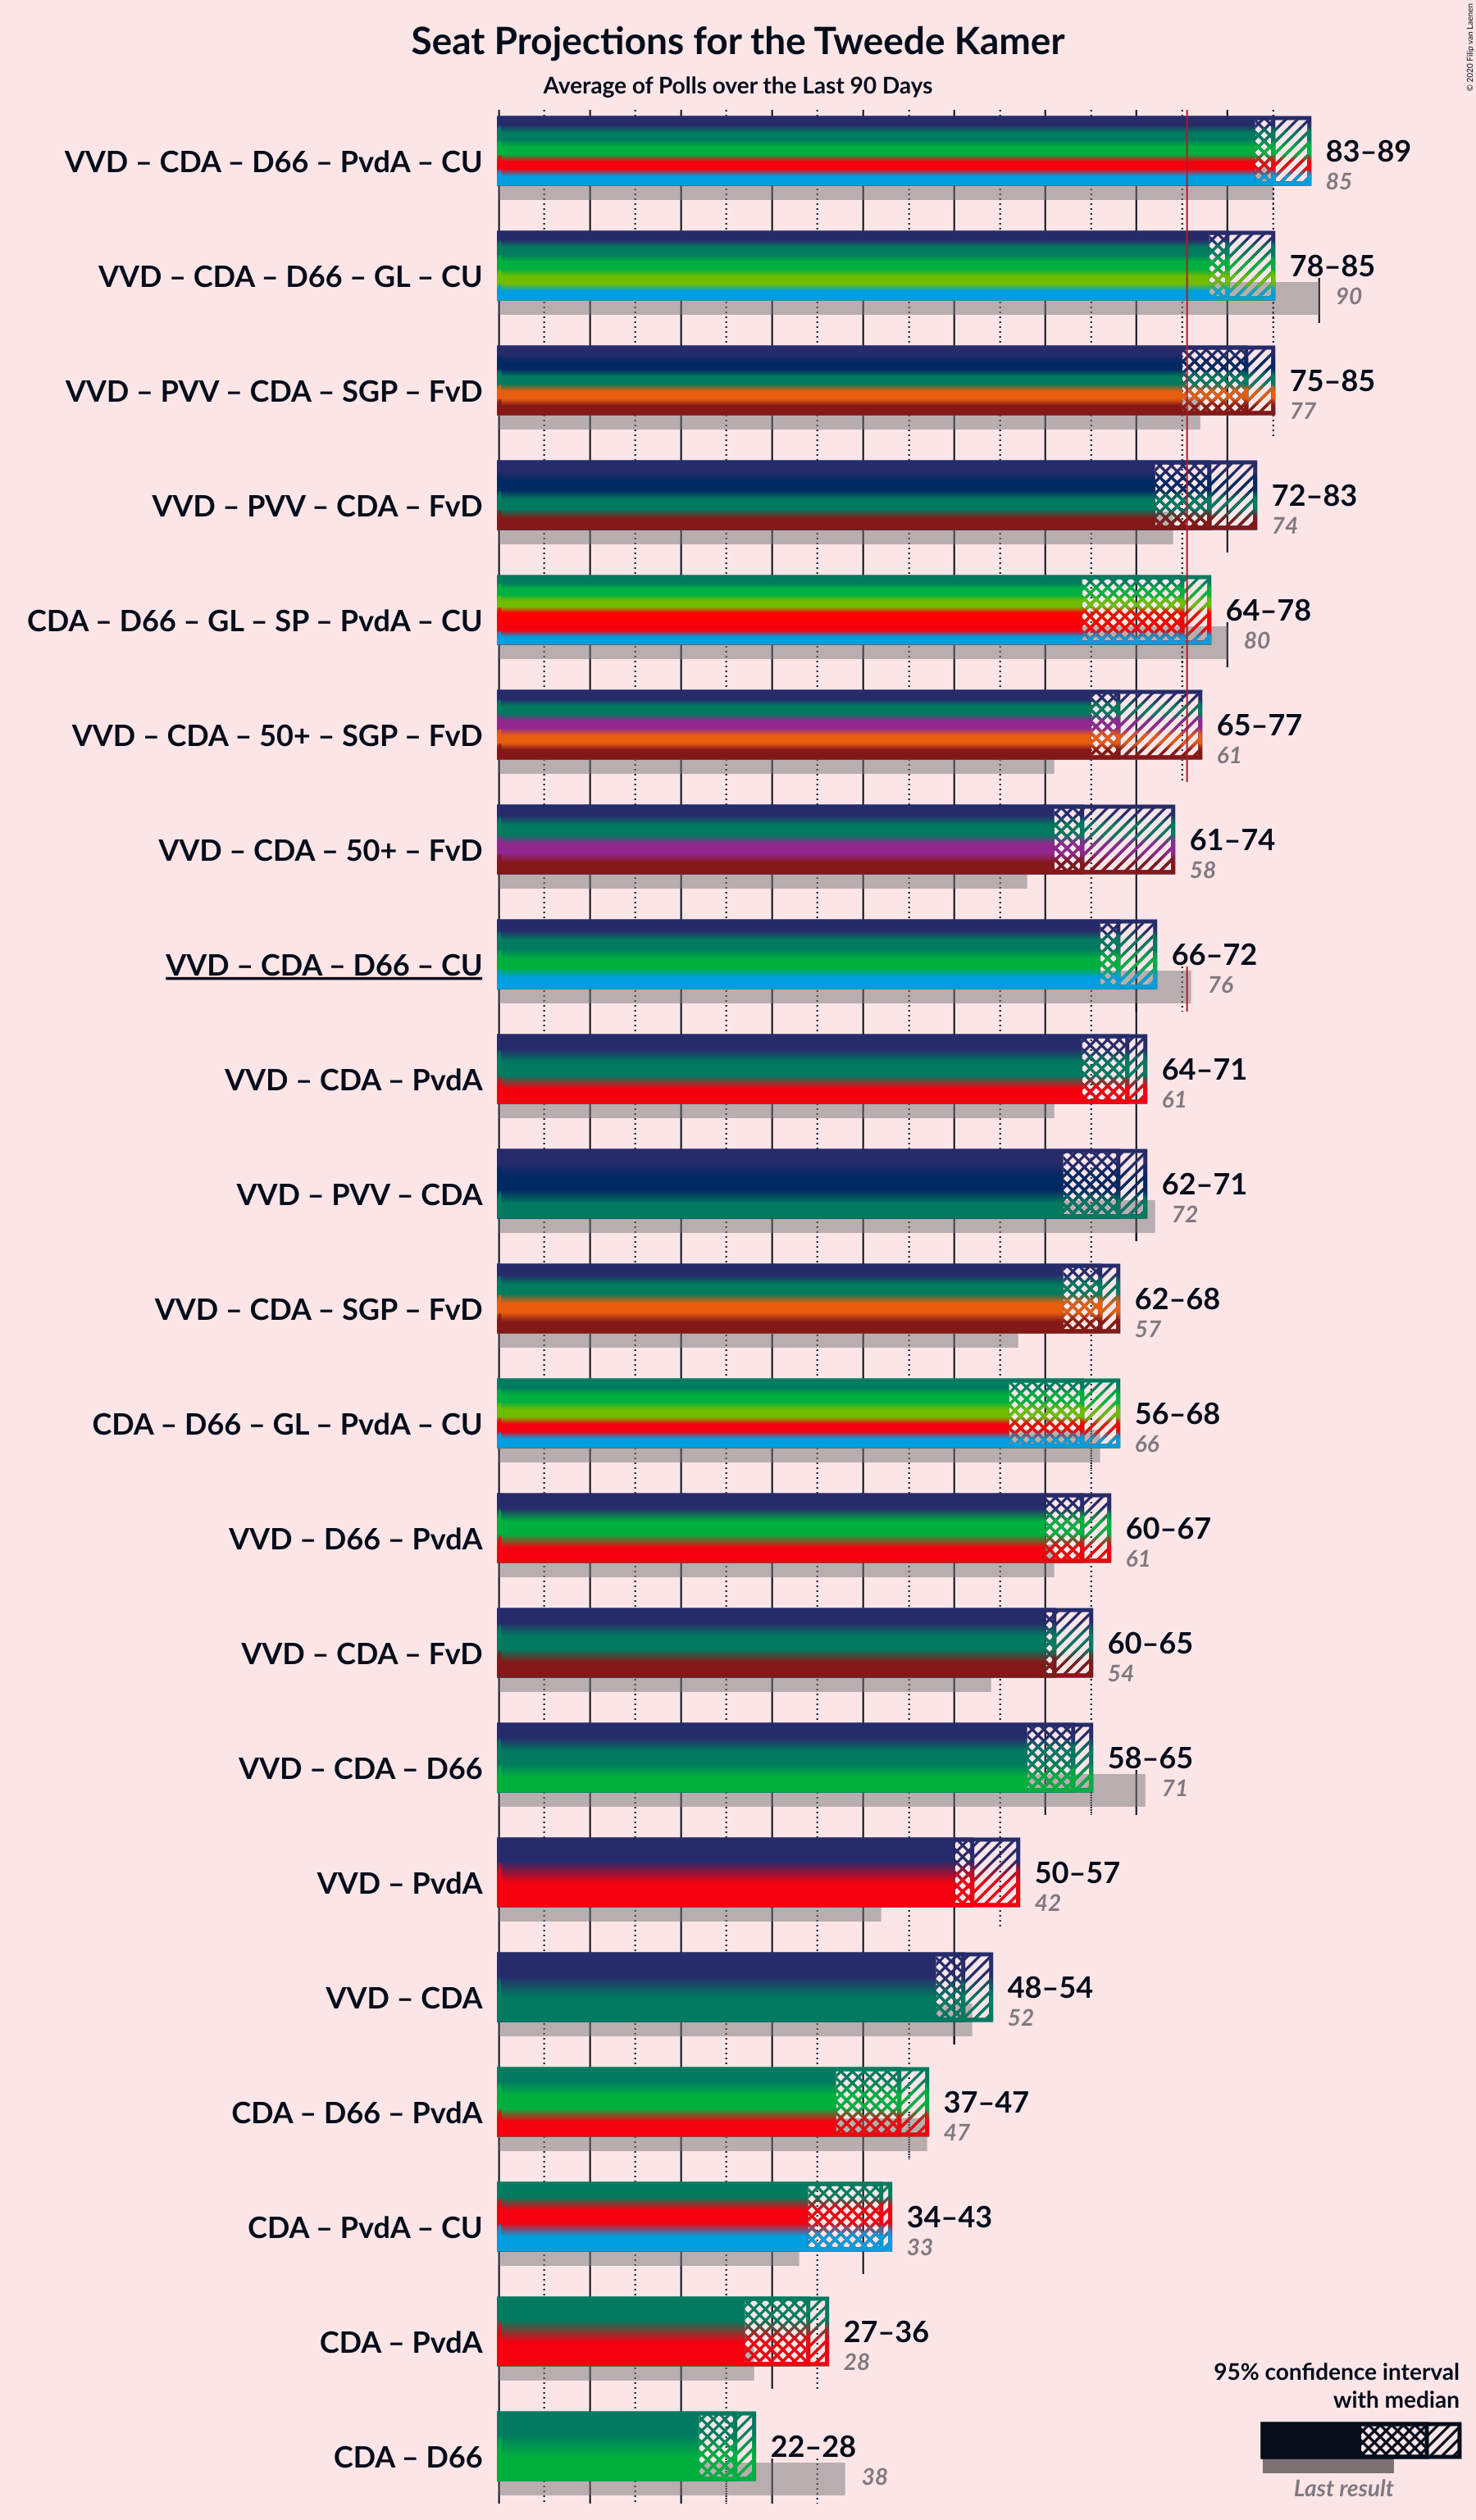 Seat Projections for the Tweede Kamer
Average of Polls over the Last 90 Days
© 2020 Filip van Laenen
VVD – CDA – D66 – PvdA – CU
83–89
85
VVD – CDA – D66 – GL – CU
78–85
90
VVD – PVV – CDA – SGP – FvD
75–85
77
VVD – PVV – CDA – FvD
72–83
74
CDA – D66 – GL – SP – PvdA – CU
64–78
80
VVD – CDA – 50+ – SGP – FvD
65–77
61
VVD – CDA – 50+ – FvD
61–74
58
VVD – CDA – D66 – CU
66–72
76
VVD – CDA – PvdA
64–71
61
VVD – PVV – CDA
62–71
72
VVD – CDA – SGP – FvD
62–68
57
CDA – D66 – GL – PvdA – CU
56–68
66
VVD – D66 – PvdA
60–67
61
VVD – CDA – FvD
60–65
54
VVD – CDA – D66
58–65
71
VVD – PvdA
50–57
42
VVD – CDA
48–54
52
CDA – D66 – PvdA
37–47
47
CDA – PvdA – CU
34–43
33
CDA – PvdA
27–36
28
CDA – D66
22–28
38
95% confidence interval
with median
Last result